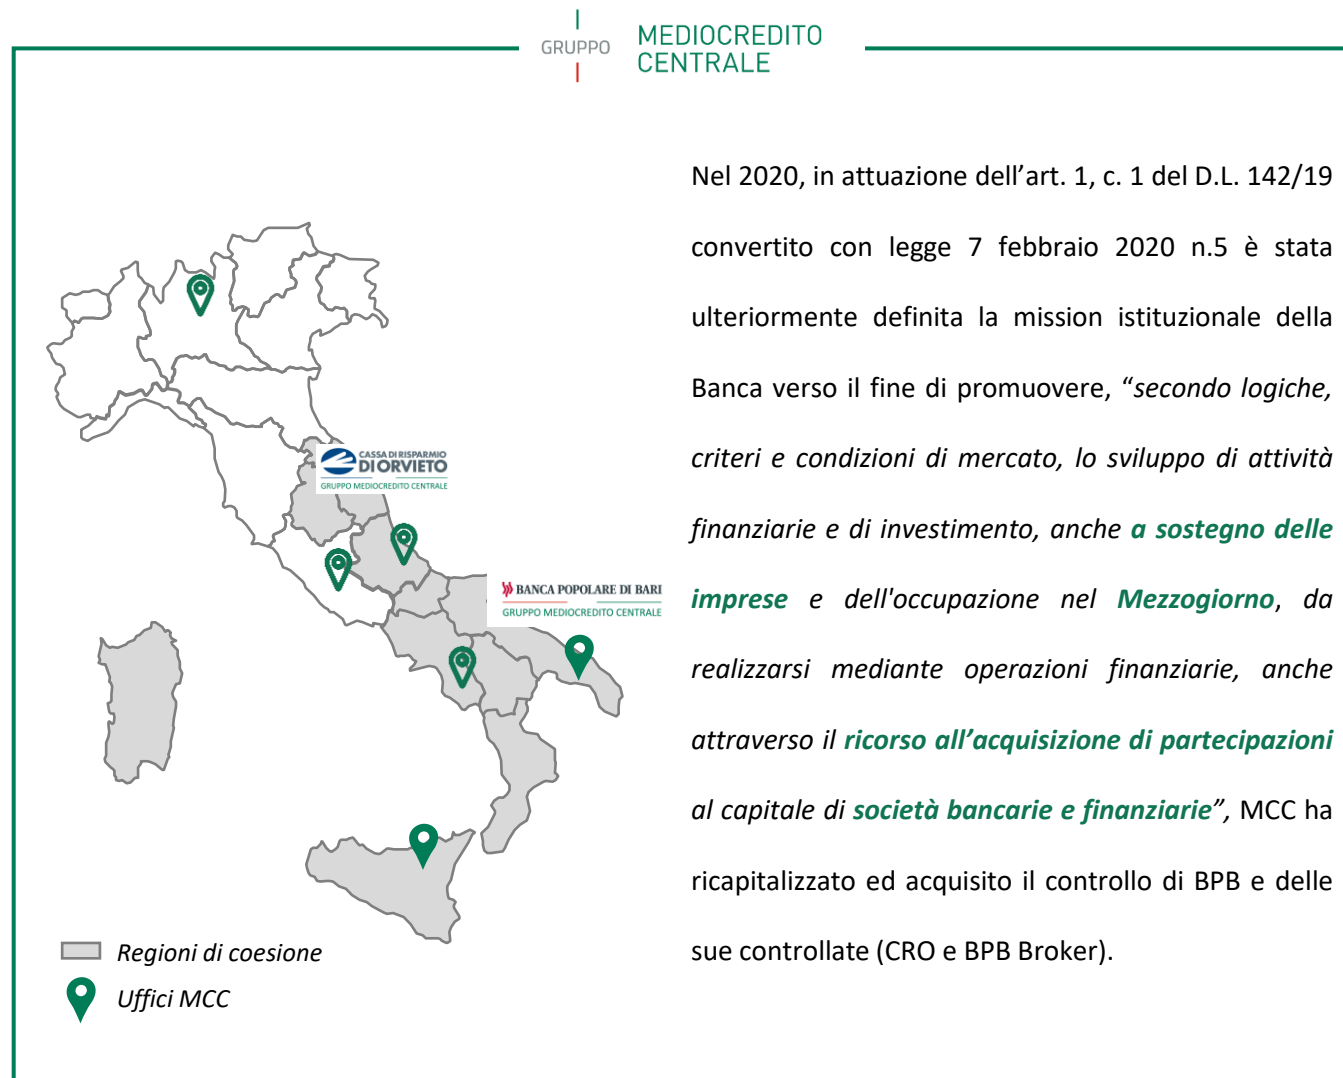 GRUPPO
MEDIOCREDITO
CENTRALE
Nel 2020, in attuazione dell’art. 1, c. 1 del D.L. 142/19
convertito con legge 7 febbraio 2020 n.5 è stata
ulteriormente definita la mission istituzionale della
Banca verso il fine di promuovere, “secondo logiche,
criteri e condizioni di mercato, lo sviluppo di attività
finanziarie e di investimento, anche a sostegno delle
imprese e dell'occupazione nel Mezzogiorno, da
realizzarsi mediante operazioni finanziarie, anche
attraverso il ricorso all’acquisizione di partecipazioni
al capitale di società bancarie e finanziarie”, MCC ha
ricapitalizzato ed acquisito il controllo di BPB e delle
sue controllate (CRO e BPB Broker).
CASSA DI RISPARMIO
DI ORVIETO
GRUPPO MEDIOCREDITO CENTRALE
BANCA POPOLARE DI BARI
GRUPPO MEDIOCREDITO CENTRALE
Regioni di coesione
Uffici MCC